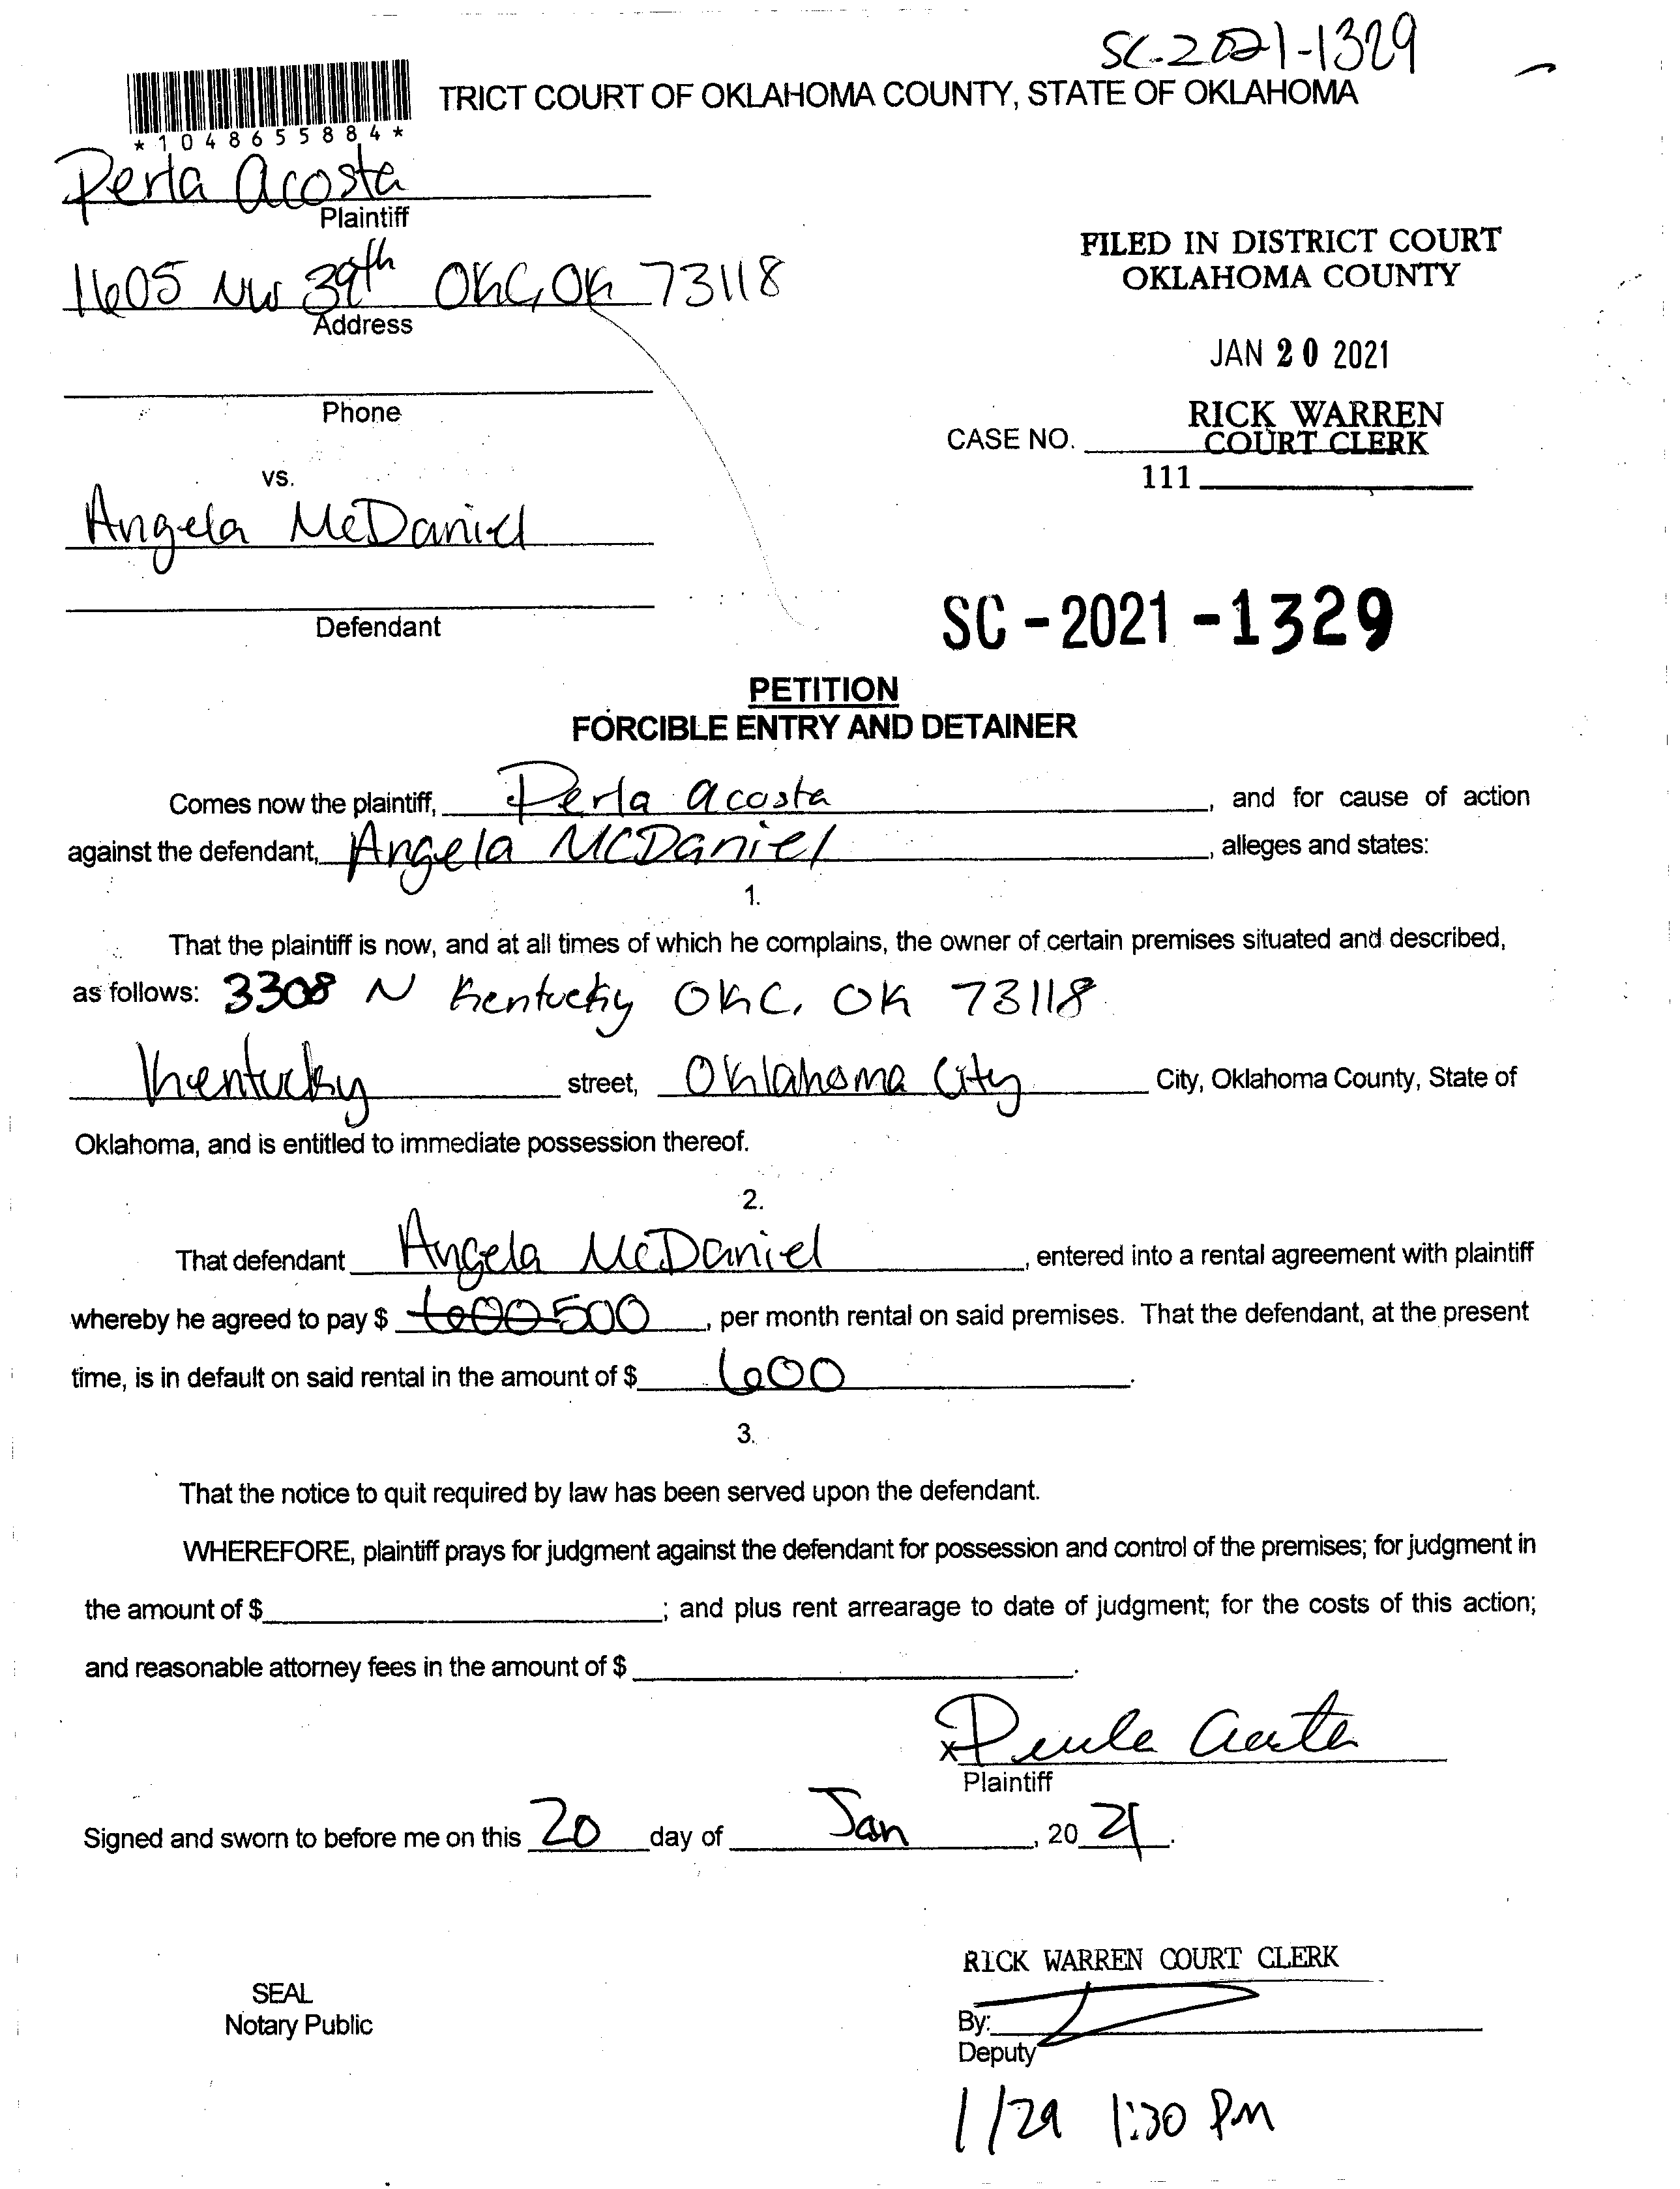 SC-2021-1329
TRICT COURT OF OKLAHOMA COUNTY, STATE OF OKLAHOMA
*1048655884*
Perla Acosta
Plaintiff
1605 NW 39th OKC, OK 73118
Address
Phone
FILED IN DISTRICT COURT
OKLAHOMA COUNTY
JAN 20 2021
RICK WARREN
COURT CLERK
CASE NO.
111
vs.
Angela McDaniel
Defendant
SC-2021-1329
PETITION
FORCIBLE ENTRY AND DETAINER
Comes now the plaintiff, Perla Acosta, and for cause of action
against the defendant, Angela McDaniel, alleges and states:
1.
That the plaintiff is now, and at all times of which he complains, the owner of certain premises situated and described,
as follows: 3308 N Kentucky OKC, OK 73118
Kentucky street, Oklahoma City City, Oklahoma County, State of
Oklahoma, and is entitled to immediate possession thereof.
2.
That defendant Angela McDaniel, entered into a rental agreement with plaintiff
whereby he agreed to pay $ 600 500, per month rental on said premises. That the defendant, at the present
time, is in default on said rental in the amount of $ 600.
3.
That the notice to quit required by law has been served upon the defendant.
WHEREFORE, plaintiff prays for judgment against the defendant for possession and control of the premises; for judgment in
the amount of $ ; and plus rent arrearage to date of judgment; for the costs of this action;
and reasonable attorney fees in the amount of $ .
x Perla Acosta
Plaintiff
Signed and sworn to before me on this 20 day of Jan, 20 21.
RICK WARREN COURT CLERK
SEAL
Notary Public
By:
Deputy
1/29 1:30 PM